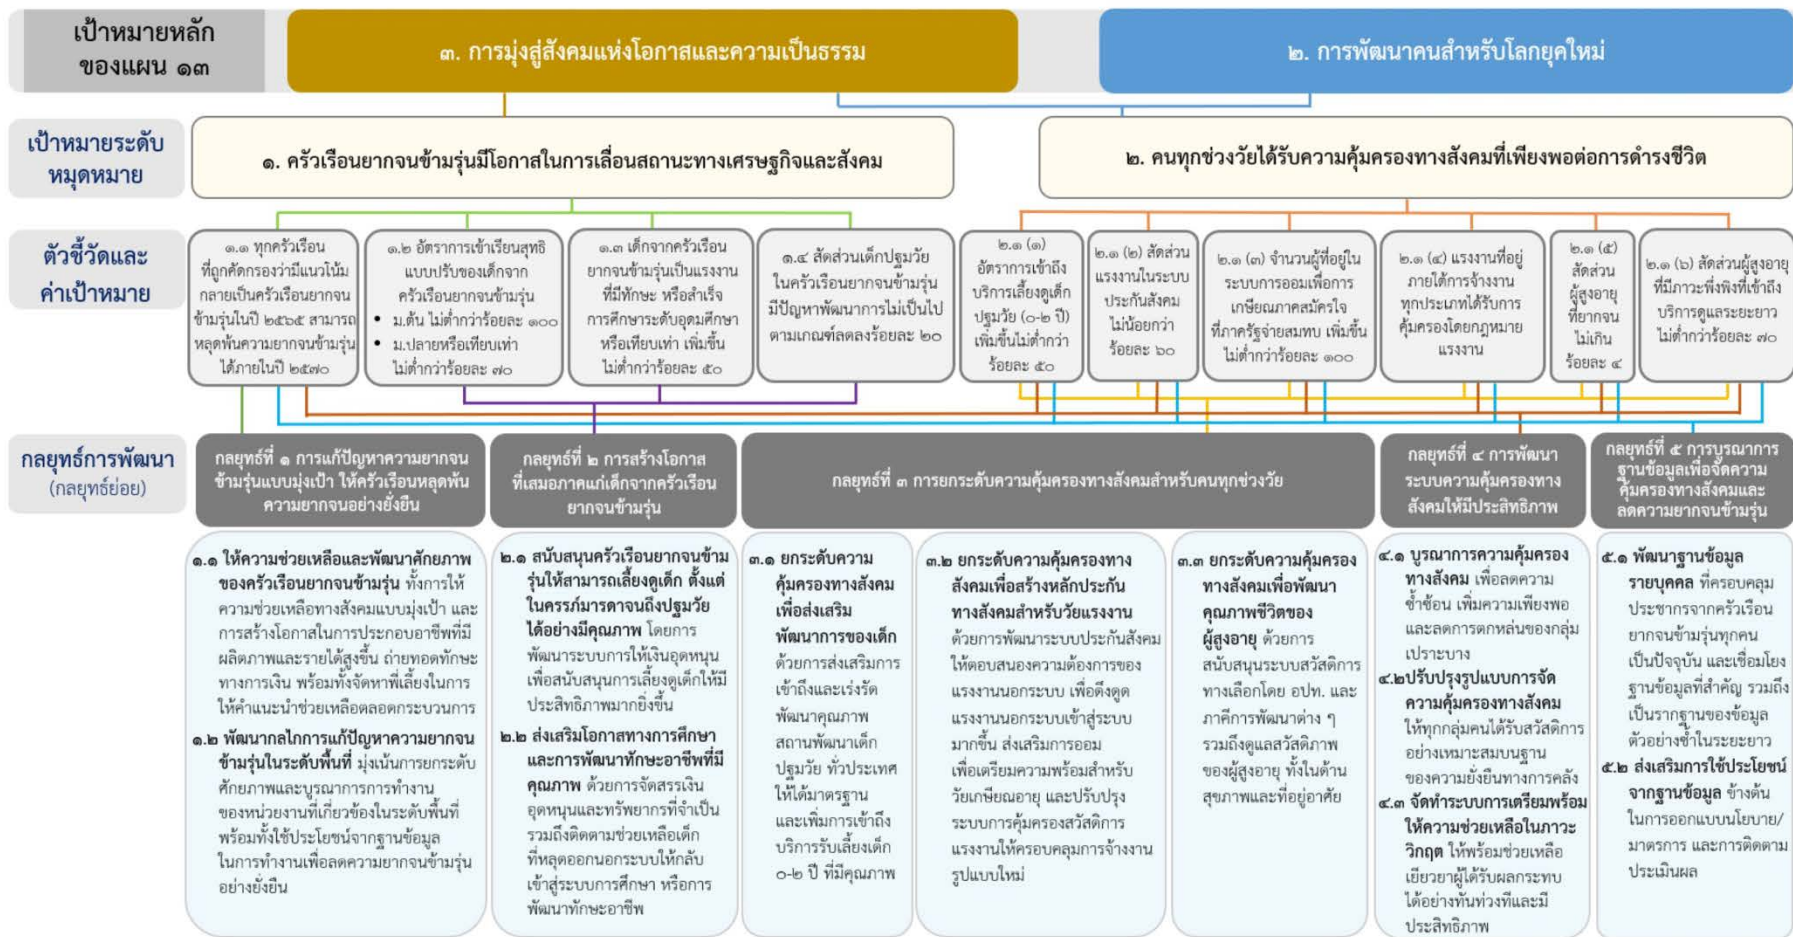 เป้าหมายหลัก
ของแผน ๑๓
๓. การมุ่งสู่สังคมแห่งโอกาสและความเป็นธรรม
๒. การพัฒนาคนสำหรับโลกยุคใหม่
เป้าหมายระดับ
หมุดหมาย
๑. ครัวเรือนยากจนข้ามรุ่นมีโอกาสในการเลื่อนสถานะทางเศรษฐกิจและสังคม
๒. คนทุกช่วงวัยได้รับความคุ้มครองทางสังคมที่เพียงพอต่อการดำรงชีวิต
ตัวชี้วัดและ
ค่าเป้าหมาย
๑.๑ ทุกครัวเรือน
ที่ถูกคัดกรองว่ามีแนวโน้ม
กลายเป็นครัวเรือนยากจน
ข้ามรุ่นในปี ๒๕๖๕ สามารถ
หลุดพ้นความยากจนข้ามรุ่น
ได้ภายในปี ๒๕๗๐
๑.๒ อัตราการเข้าเรียนสุทธิ
แบบปรับของเด็กจาก
ครัวเรือนยากจนข้ามรุ่น
• ม.ต้น ไม่ต่ำกว่าร้อยละ ๑๐๐
• ม.ปลายหรือเทียบเท่า
ไม่ต่ำกว่าร้อยละ ๗๐
๑.๓ เด็กจากครัวเรือน
ยากจนข้ามรุ่นเป็นแรงงาน
ที่มีทักษะ หรือสำเร็จ
การศึกษาระดับอุดมศึกษา
หรือเทียบเท่า เพิ่มขึ้น
ไม่ต่ำกว่าร้อยละ ๕๐
๑.๔ สัดส่วนเด็กปฐมวัย
ในครัวเรือนยากจนข้ามรุ่น
มีปัญหาพัฒนาการไม่เป็นไป
ตามเกณฑ์ลดลงร้อยละ ๒๐
๒.๑ (๑)
อัตราการเข้าถึง
บริการเลี้ยงดูเด็ก
ปฐมวัย (๐-๒ ปี)
เพิ่มขึ้นไม่ต่ำกว่า
ร้อยละ ๕๐
๒.๑ (๒) สัดส่วน
แรงงานในระบบ
ประกันสังคม
ไม่น้อยกว่า
ร้อยละ ๖๐
๒.๑ (๓) จำนวนผู้ที่อยู่ใน
ระบบการออมเพื่อการ
เกษียณภาคสมัครใจ
ที่ภาครัฐจ่ายสมทบ เพิ่มขึ้น
ไม่ต่ำกว่าร้อยละ ๑๐๐
๒.๑ (๔) แรงงานที่อยู่
ภายใต้การจ้างงาน
ทุกประเภทได้รับการ
คุ้มครองโดยกฎหมาย
แรงงาน
๒.๑ (๕)
สัดส่วน
ผู้สูงอายุ
ที่ยากจน
ไม่เกิน
ร้อยละ ๔
๒.๑ (๖) สัดส่วนผู้สูงอายุ
ที่มีภาวะพึ่งพิงที่เข้าถึง
บริการดูแลระยะยาว
ไม่ต่ำกว่าร้อยละ ๗๐
กลยุทธ์การพัฒนา
(กลยุทธ์ย่อย)
กลยุทธ์ที่ ๑ การแก้ปัญหาความยากจน
ข้ามรุ่นแบบมุ่งเป้า ให้ครัวเรือนหลุดพ้น
ความยากจนอย่างยั่งยืน
กลยุทธ์ที่ ๒ การสร้างโอกาส
ที่เสมอภาคแก่เด็กจากครัวเรือน
ยากจนข้ามรุ่น
กลยุทธ์ที่ ๓ การยกระดับความคุ้มครองทางสังคมสำหรับคนทุกช่วงวัย
กลยุทธ์ที่ ๔ การพัฒนา
ระบบความคุ้มครองทาง
สังคมให้มีประสิทธิภาพ
กลยุทธ์ที่ ๕ การบูรณาการ
ฐานข้อมูลเพื่อจัดความ
คุ้มครองทางสังคมและ
ลดความยากจนข้ามรุ่น
๑.๑ ให้ความช่วยเหลือและพัฒนาศักยภาพ
ของครัวเรือนยากจนข้ามรุ่น ทั้งการให้
ความช่วยเหลือทางสังคมแบบมุ่งเป้า และ
การสร้างโอกาสในการประกอบอาชีพที่มี
ผลิตภาพและรายได้สูงขึ้น ถ่ายทอดทักษะ
ทางการเงิน พร้อมทั้งจัดหาพี่เลี้ยงในการ
ให้คำแนะนำช่วยเหลือตลอดกระบวนการ
๑.๒ พัฒนากลไกการแก้ปัญหาความยากจน
ข้ามรุ่นในระดับพื้นที่ มุ่งเน้นการยกระดับ
ศักยภาพและบูรณาการการทำงาน
ของหน่วยงานที่เกี่ยวข้องในระดับพื้นที่
พร้อมทั้งใช้ประโยชน์จากฐานข้อมูล
ในการทำงานเพื่อลดความยากจนข้ามรุ่น
อย่างยั่งยืน
๒.๑ สนับสนุนครัวเรือนยากจนข้าม
รุ่นให้สามารถเลี้ยงดูเด็ก ตั้งแต่
ในครรภ์มารดาจนถึงปฐมวัย
ได้อย่างมีคุณภาพ โดยการ
พัฒนาระบบการให้เงินอุดหนุน
เพื่อสนับสนุนการเลี้ยงดูเด็กให้มี
ประสิทธิภาพมากยิ่งขึ้น
๒.๒ ส่งเสริมโอกาสทางการศึกษา
และการพัฒนาทักษะอาชีพที่มี
คุณภาพ ด้วยการจัดสรรเงิน
อุดหนุนและทรัพยากรที่จำเป็น
รวมถึงติดตามช่วยเหลือเด็ก
ที่หลุดออกนอกระบบให้กลับ
เข้าสู่ระบบการศึกษา หรือการ
พัฒนาทักษะอาชีพ
๓.๑ ยกระดับความ
คุ้มครองทางสังคม
เพื่อส่งเสริม
พัฒนาการของเด็ก
ด้วยการส่งเสริมการ
เข้าถึงและเร่งรัด
พัฒนาคุณภาพ
สถานพัฒนาเด็ก
ปฐมวัย ทั่วประเทศ
ให้ได้มาตรฐาน
และเพิ่มการเข้าถึง
บริการรับเลี้ยงเด็ก
๐-๒ ปี ที่มีคุณภาพ
๓.๒ ยกระดับความคุ้มครองทาง
สังคมเพื่อสร้างหลักประกัน
ทางสังคมสำหรับวัยแรงงาน
ด้วยการพัฒนาระบบประกันสังคม
ให้ตอบสนองความต้องการของ
แรงงานนอกระบบ เพื่อดึงดูด
แรงงานนอกระบบเข้าสู่ระบบ
มากขึ้น ส่งเสริมการออม
เพื่อเตรียมความพร้อมสำหรับ
วัยเกษียณอายุ และปรับปรุง
ระบบการคุ้มครองสวัสดิการ
แรงงานให้ครอบคลุมการจ้างงาน
รูปแบบใหม่
๓.๓ ยกระดับความคุ้มครอง
ทางสังคมเพื่อพัฒนา
คุณภาพชีวิตของ
ผู้สูงอายุ ด้วยการ
สนับสนุนระบบสวัสดิการ
ทางเลือกโดย อปท. และ
ภาคีการพัฒนาต่าง ๆ
รวมถึงดูแลสวัสดิภาพ
ของผู้สูงอายุ ทั้งในด้าน
สุขภาพและที่อยู่อาศัย
๔.๑ บูรณาการความคุ้มครอง
ทางสังคม เพื่อลดความ
ซ้ำซ้อน เพิ่มความเพียงพอ
และลดการตกหล่นของกลุ่ม
เปราะบาง
๔.๒ปรับปรุงรูปแบบการจัด
ความคุ้มครองทางสังคม
ให้ทุกกลุ่มคนได้รับสวัสดิการ
อย่างเหมาะสมบนฐาน
ของความยั่งยืนทางการคลัง
๔.๓ จัดทำระบบการเตรียมพร้อม
ให้ความช่วยเหลือในภาวะ
วิกฤต ให้พร้อมช่วยเหลือ
เยียวยาผู้ได้รับผลกระทบ
ได้อย่างทันท่วงทีและมี
ประสิทธิภาพ
๕.๑ พัฒนาฐานข้อมูล
รายบุคคล ที่ครอบคลุม
ประชากรจากครัวเรือน
ยากจนข้ามรุ่นทุกคน
เป็นปัจจุบัน และเชื่อมโยง
ฐานข้อมูลที่สำคัญ รวมถึง
เป็นรากฐานของข้อมูล
ตัวอย่างซ้ำในระยะยาว
๕.๒ ส่งเสริมการใช้ประโยชน์
จากฐานข้อมูล ข้างต้น
ในการออกแบบนโยบาย/
มาตรการ และการติดตาม
ประเมินผล